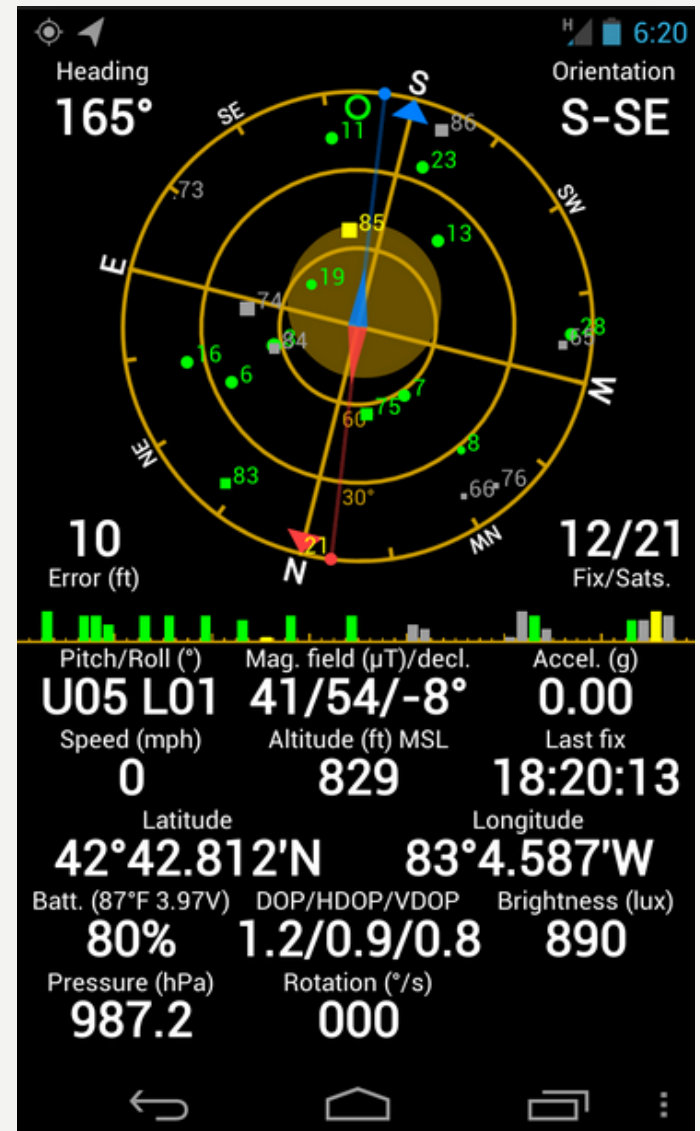 H 6:20
Heading Orientation
165° S-SE
S
SE
11
86
23
73
SW
85
13
E
19
74
84
28
65
16
6
W
7
75
60
8
NE
83
30°
66 76
NW
10 12/21
Error (ft) Fix/Sats.
21
N
Pitch/Roll (°) Mag. field (µT)/decl. Accel. (g)
U05 L01 41/54/-8° 0.00
Speed (mph) Altitude (ft) MSL Last fix
0 829 18:20:13
Latitude Longitude
42°42.812'N 83°4.587'W
Batt. (87°F 3.97V) DOP/HDOP/VDOP Brightness (lux)
80% 1.2/0.9/0.8 890
Pressure (hPa) Rotation (°/s)
987.2 000